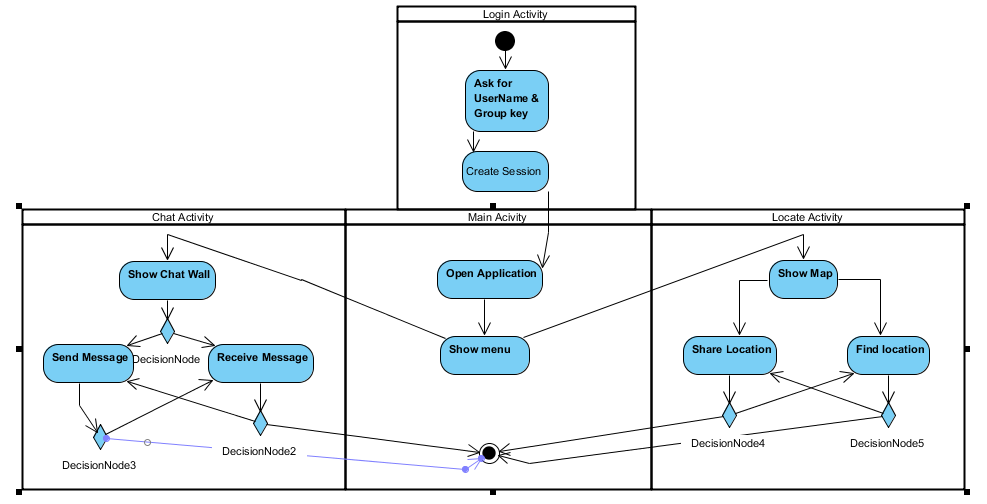 Login Activity
Ask for
UserName &
Group key
Create Session
Chat Activity
Main Acivity
Locate Activity
Show Chat Wall
Open Application
Show Map
Send Message
DecisionNode
Receive Message
Show menu
Share Location
Find location
DecisionNode3
DecisionNode2
DecisionNode4
DecisionNode5